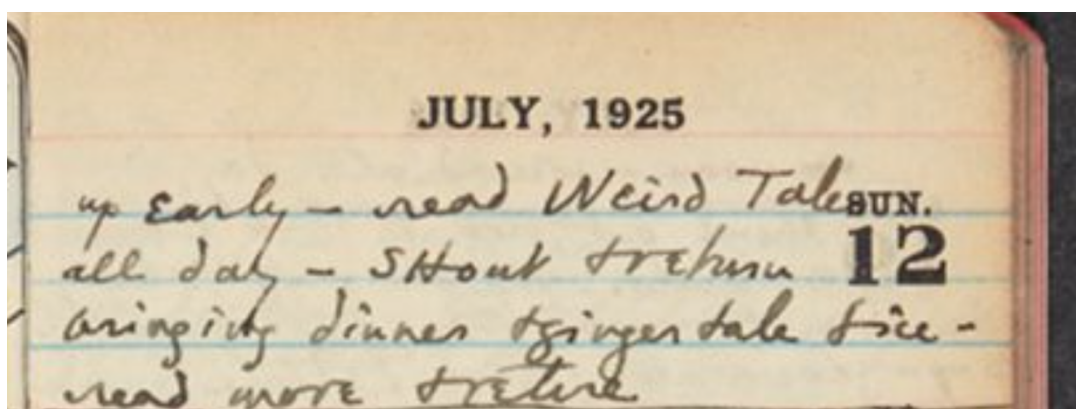 JULY, 1925
up Early – read Weird Tales SUN.
all day – SH out & return 12
bringing dinner & ginger ale & ice –
read more & retire